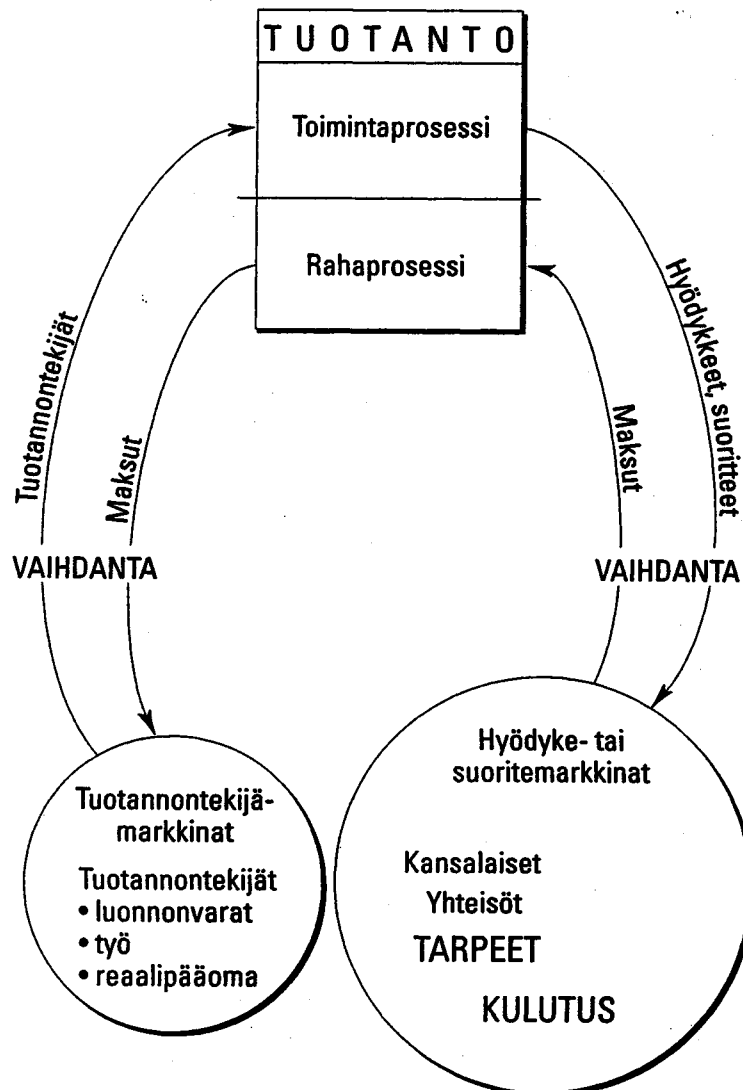 TUOTANTO
Toimintaprosessi
Rahaprosessi
Tuotannontekijät
Maksut
VAIHDANTA
Maksut
Hyödykkeet, suoritteet
VAIHDANTA
Tuotannontekijä-
markkinat
Tuotannontekijät
• luonnonvarat
• työ
• reaalipääoma
Hyödyke- tai
suoritemarkkinat
Kansalaiset
Yhteisöt
TARPEET
KULUTUS